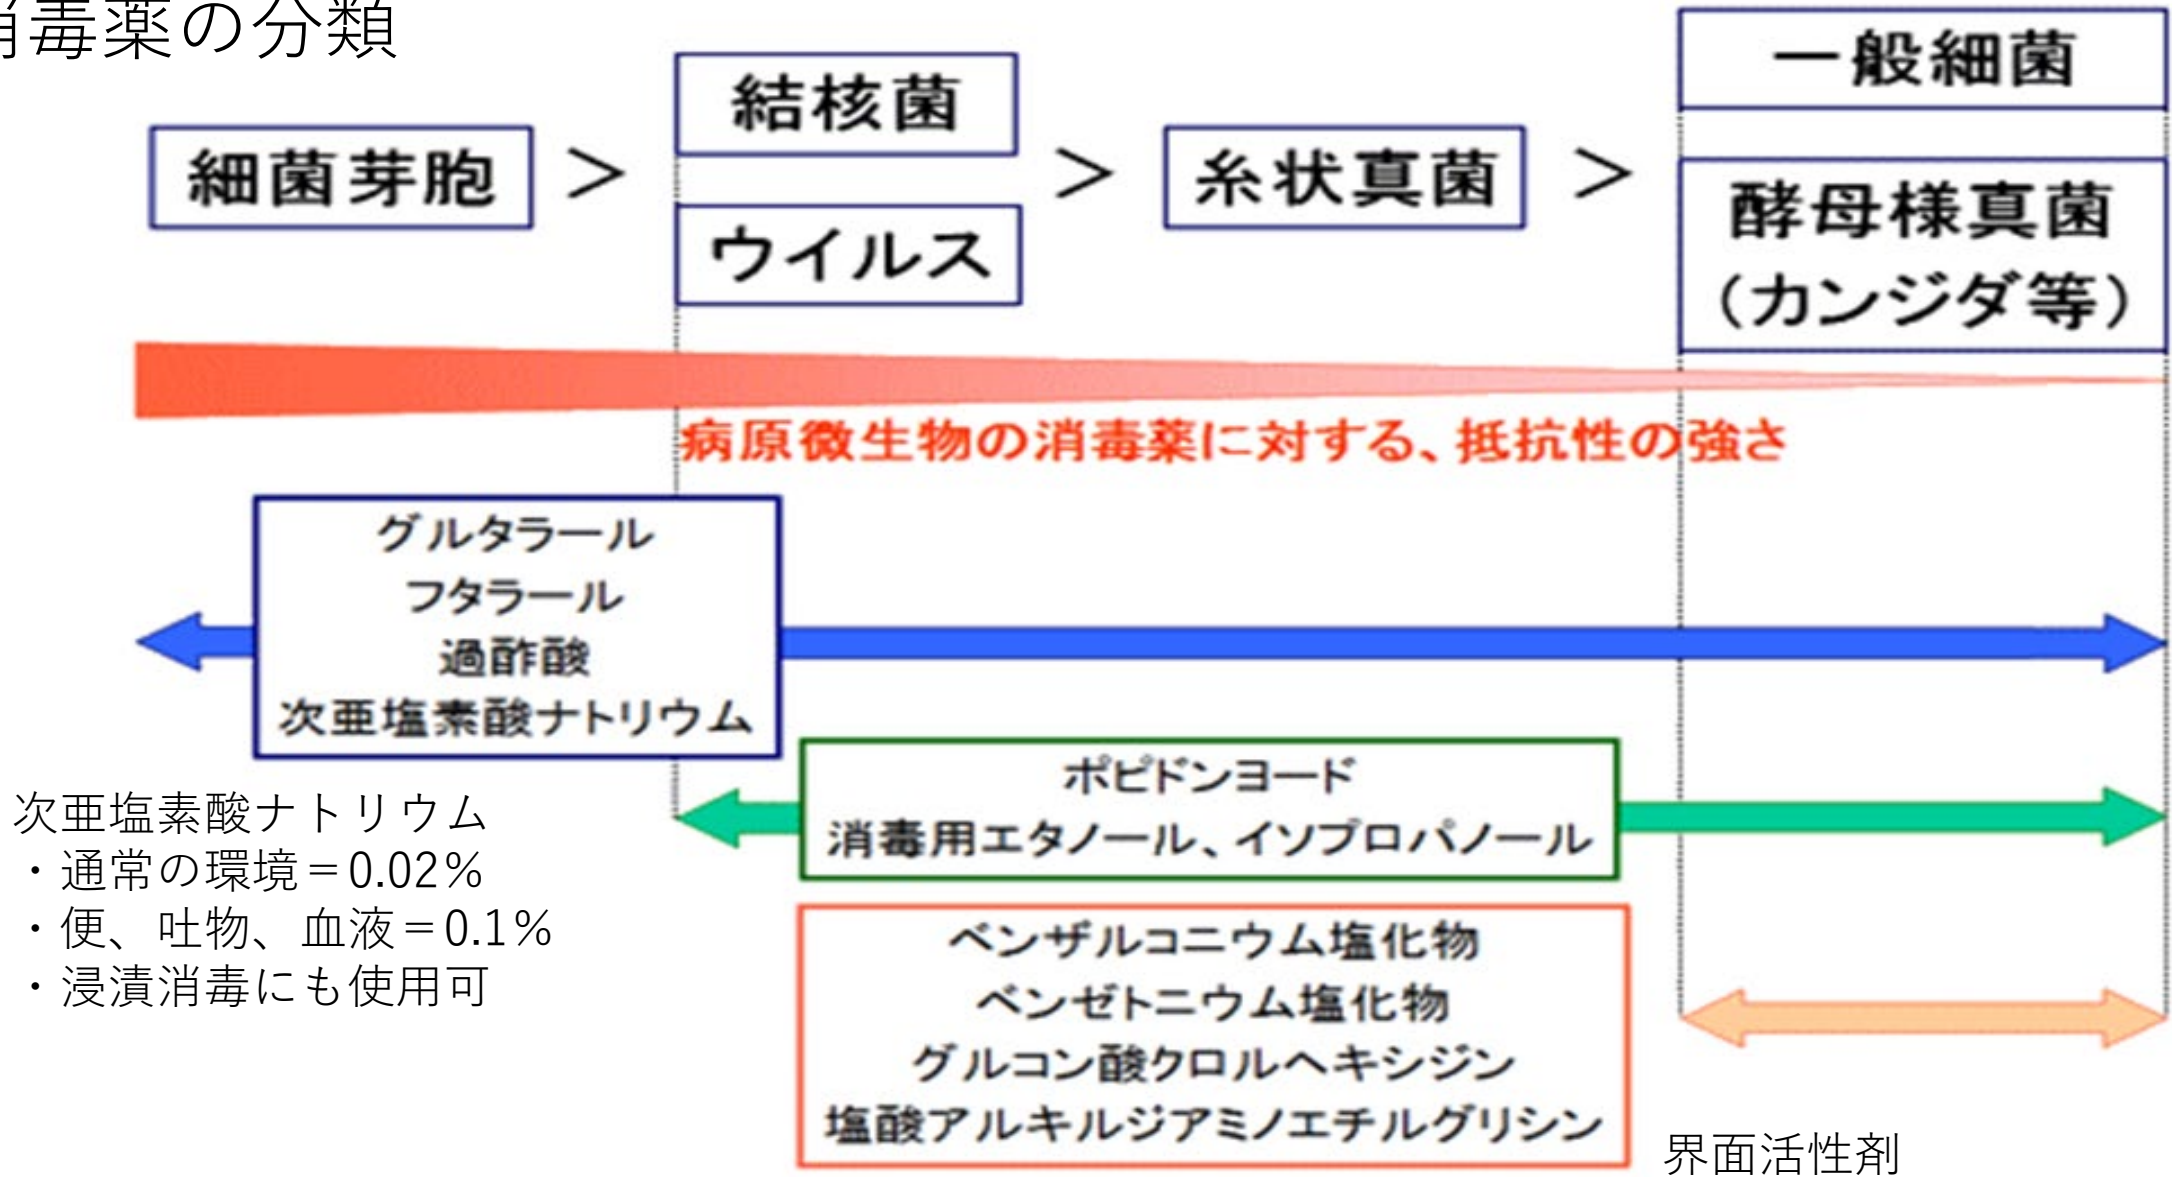 消毒薬の分類
細菌芽胞 > 結核菌 ウイルス > 糸状真菌 > 一般細菌 酵母様真菌
(カンジダ等)
病原微生物の消毒薬に対する、抵抗性の強さ
グルタラール
フタラール
過酢酸
次亜塩素酸ナトリウム
ポピドンヨード
消毒用エタノール、イソプロパノール
次亜塩素酸ナトリウム
・通常の環境=0.02%
・便、吐物、血液=0.1%
・浸漬消毒にも使用可
ベンザルコニウム塩化物
ベンゼトニウム塩化物
グルコン酸クロルヘキシジン
塩酸アルキルジアミノエチルグリシン
界面活性剤